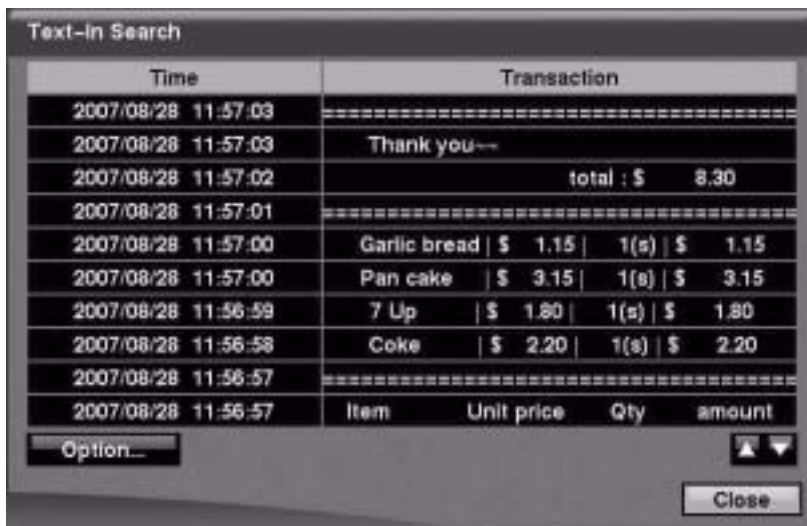 Text-In Search
Time Transaction
2007/08/28 11:57:03 ========================================
2007/08/28 11:57:03 Thank you~~
2007/08/28 11:57:02 total : $ 8.30
2007/08/28 11:57:01 ========================================
2007/08/28 11:57:00 Garlic bread | $ 1.15 | 1(s) | $ 1.15
2007/08/28 11:57:00 Pan cake | $ 3.15 | 1(s) | $ 3.15
2007/08/28 11:56:59 7 Up | $ 1.80 | 1(s) | $ 1.80
2007/08/28 11:56:58 Coke | $ 2.20 | 1(s) | $ 2.20
2007/08/28 11:56:57 ========================================
2007/08/28 11:56:57 Item Unit price Qty amount
Option...
Close